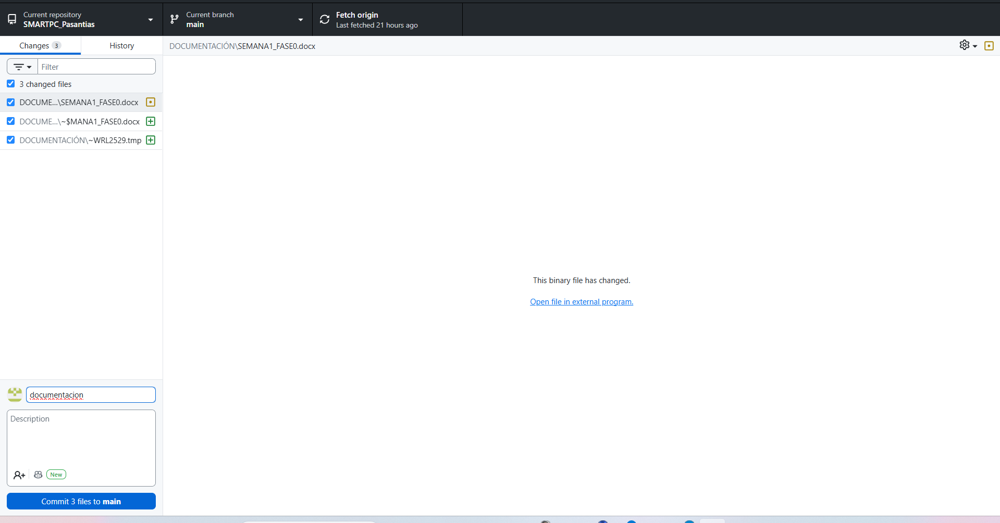 Current repository
SMARTPC_Pasantias
Current branch
main
Fetch origin
Last fetched 21 hours ago
Changes 3
History
DOCUMENTACIÓN\SEMANA1_FASE0.docx
Filter
3 changed files
DOCUME...\SEMANA1_FASE0.docx
DOCUME...\~$MANA1_FASE0.docx
DOCUMENTACIÓN\~WRL2529.tmp
This binary file has changed.
Open file in external program.
documentacion
Description
New
Commit 3 files to main